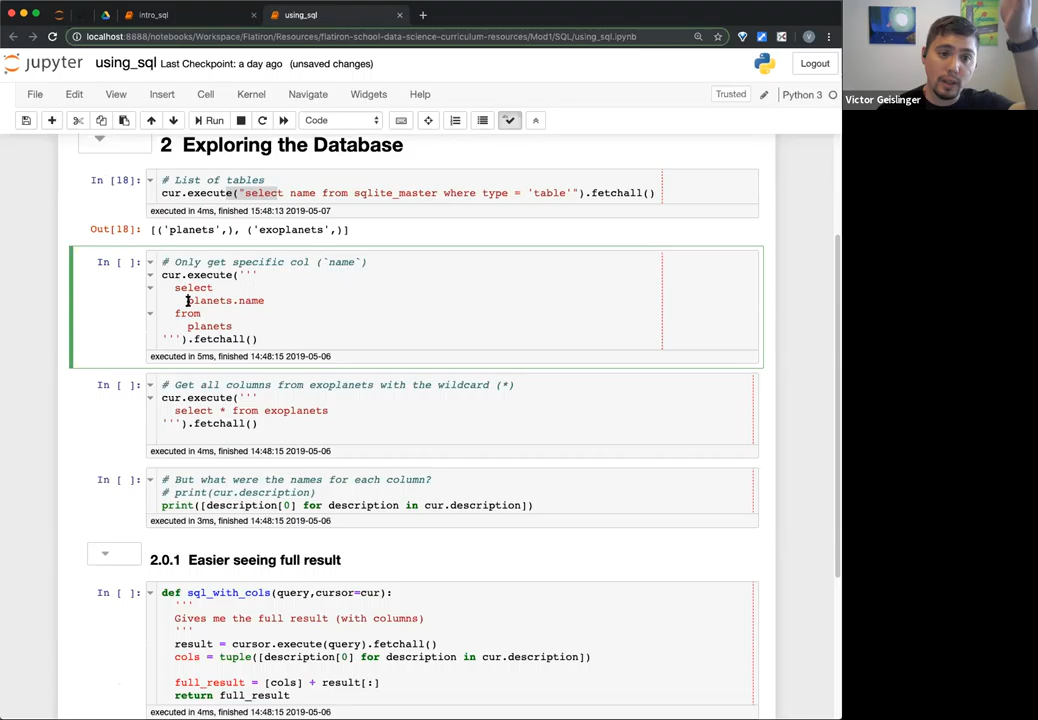 intro_sql
using_sql
localhost:8888/notebooks/Workspace/Flatiron/Resources/flatiron-school-data-science-curriculum-resources/Mod1/SQL/using_sql.ipynb
V
jupyter using_sql Last Checkpoint: a day ago (unsaved changes)
Logout
File Edit View Insert Cell Kernel Navigate Widgets Help
Trusted Python 3
Run Code
Victor Geislinger
2 Exploring the Database
In [18]: # List of tables
cur.execute("select name from sqlite_master where type = 'table'").fetchall()
executed in 4ms, finished 15:48:13 2019-05-07
Out[18]: [('planets',), ('exoplanets',)]
In [ ]: # Only get specific col (`name`)
cur.execute('''
select
planets.name
from
planets
''').fetchall()
executed in 5ms, finished 14:48:15 2019-05-06
In [ ]: # Get all columns from exoplanets with the wildcard (*)
cur.execute('''
select * from exoplanets
''').fetchall()
executed in 4ms, finished 14:48:15 2019-05-06
In [ ]: # But what were the names for each column?
# print(cur.description)
print([description[0] for description in cur.description])
executed in 3ms, finished 14:48:15 2019-05-06
2.0.1 Easier seeing full result
In [ ]: def sql_with_cols(query,cursor=cur):
'''
Gives me the full result (with columns)
'''
result = cursor.execute(query).fetchall()
cols = tuple([description[0] for description in cur.description])
full_result = [cols] + result[:]
return full_result
executed in 4ms, finished 14:48:15 2019-05-06